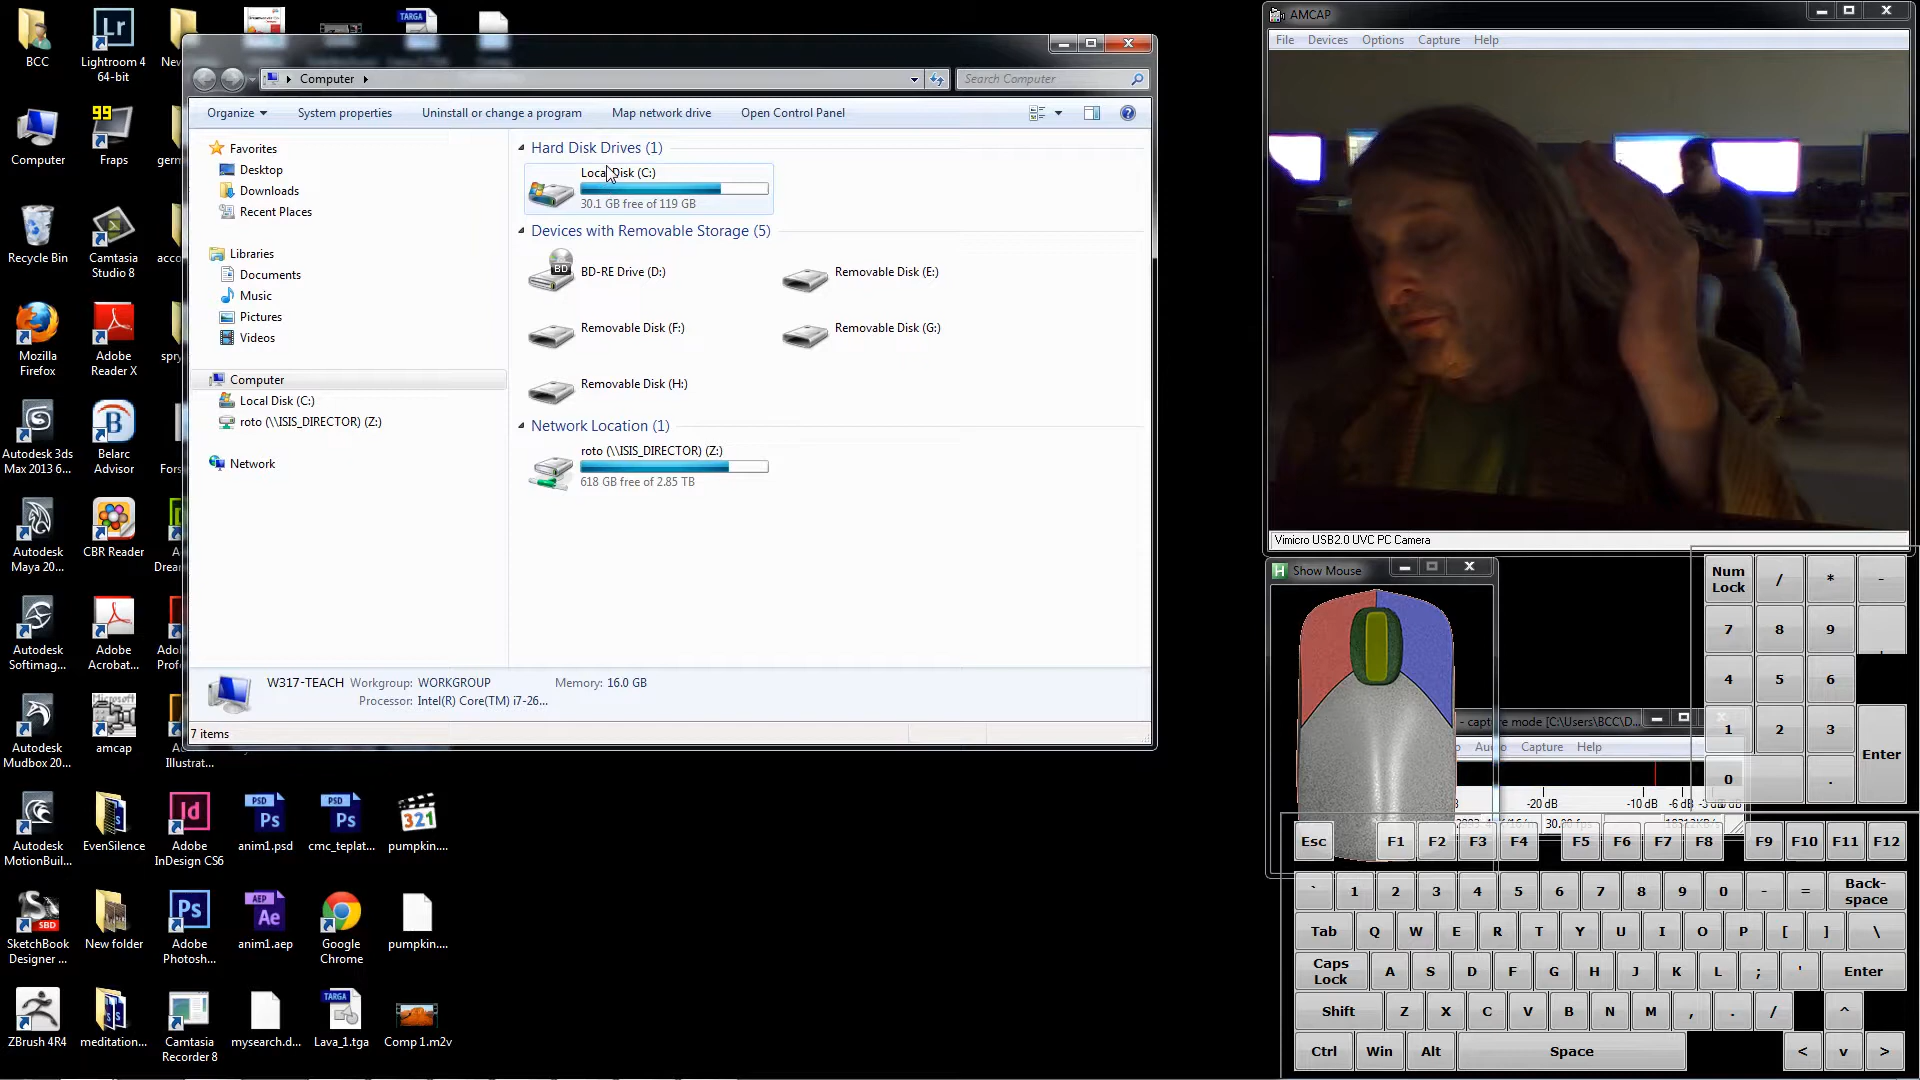 BCC
Lightroom 4
64-bit
Computer
Fraps
Recycle Bin
Camtasia
Studio 8
Mozilla
Firefox
Adobe
Reader X
Autodesk 3ds
Max 2013 6...
Belarc
Advisor
Autodesk
Maya 20...
CBR Reader
Autodesk
Softimag...
Adobe
Acrobat...
Autodesk
Mudbox 20...
amcap
Illustrat...
Autodesk
MotionBuil...
EvenSilence
Adobe
InDesign CS6
anim1.psd
cmc_teplat...
pumpkin....
SketchBook
Designer ...
New folder
Adobe
Photosh...
anim1.aep
Google
Chrome
pumpkin....
ZBrush 4R4
meditation...
Camtasia
Recorder 8
mysearch.d...
Lava_1.tga
Comp 1.m2v
TARGA
Computer
Search Computer
Organize
System properties
Uninstall or change a program
Map network drive
Open Control Panel
Favorites
Desktop
Downloads
Recent Places
Libraries
Documents
Music
Pictures
Videos
Computer
Local Disk (C:)
roto (\\ISIS_DIRECTOR) (Z:)
Network
Hard Disk Drives (1)
Local Disk (C:)
30.1 GB free of 119 GB
Devices with Removable Storage (5)
BD-RE Drive (D:)
Removable Disk (E:)
Removable Disk (F:)
Removable Disk (G:)
Removable Disk (H:)
Network Location (1)
roto (\\ISIS_DIRECTOR) (Z:)
618 GB free of 2.85 TB
W317-TEACH Workgroup: WORKGROUP Memory: 16.0 GB
Processor: Intel(R) Core(TM) i7-26...
7 items
AMCAP
File Devices Options Capture Help
Vimicro USB2.0 UVC PC Camera
Show Mouse
- capture mode [C:\Users\BCC\D...
Capture Help
-20 dB -10 dB -6 dB
Num
Lock / * -
7 8 9
4 5 6
1 2 3
Enter
0 .
Esc F1 F2 F3 F4 F5 F6 F7 F8 F9 F10 F11 F12
` 1 2 3 4 5 6 7 8 9 0 - = Back-
space
Tab Q W E R T Y U I O P [ ] \
Caps
Lock A S D F G H J K L ; ' Enter
Shift Z X C V B N M , . / ^
Ctrl Win Alt Space < v >